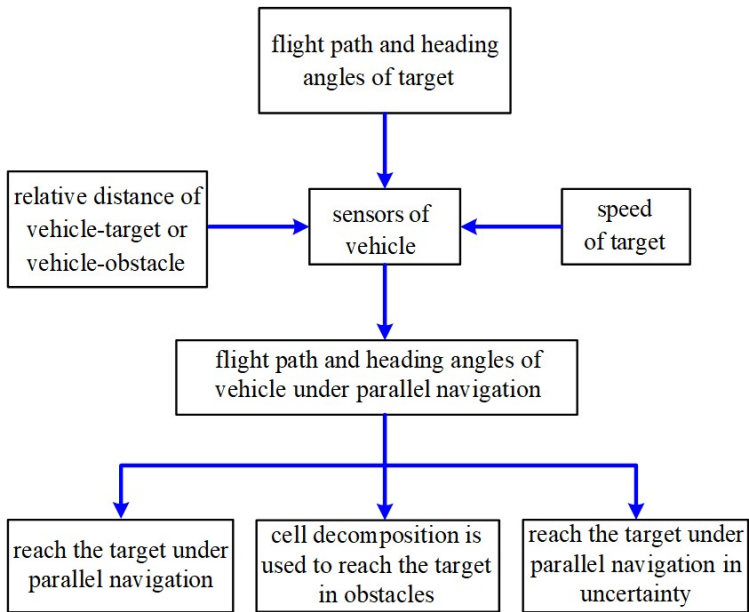 flight path and heading
angles of target
relative distance of
vehicle-target or
vehicle-obstacle
sensors of
vehicle
speed
of target
flight path and heading angles of
vehicle under parallel navigation
reach the target under
parallel navigation
cell decomposition is
used to reach the target
in obstacles
reach the target under
parallel navigation in
uncertainty